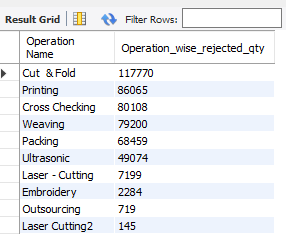 Result Grid Filter Rows:
Operation Name Operation_wise_rejected_qty
Cut & Fold 117770
Printing 86065
Cross Checking 80108
Weaving 79200
Packing 68459
Ultrasonic 49074
Laser - Cutting 7199
Embroidery 2284
Outsourcing 719
Laser Cutting2 145